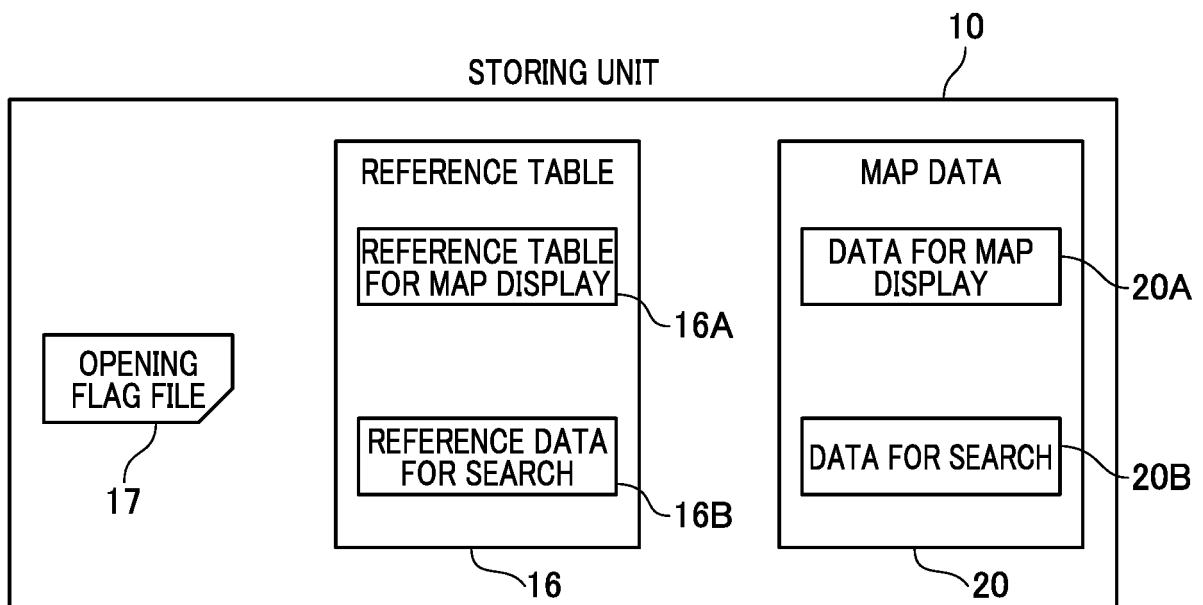 10
STORING UNIT
REFERENCE TABLE
REFERENCE TABLE
FOR MAP DISPLAY
16A
REFERENCE DATA
FOR SEARCH
16B
16
MAP DATA
DATA FOR MAP
DISPLAY
20A
DATA FOR SEARCH
20B
20
OPENING
FLAG FILE
17